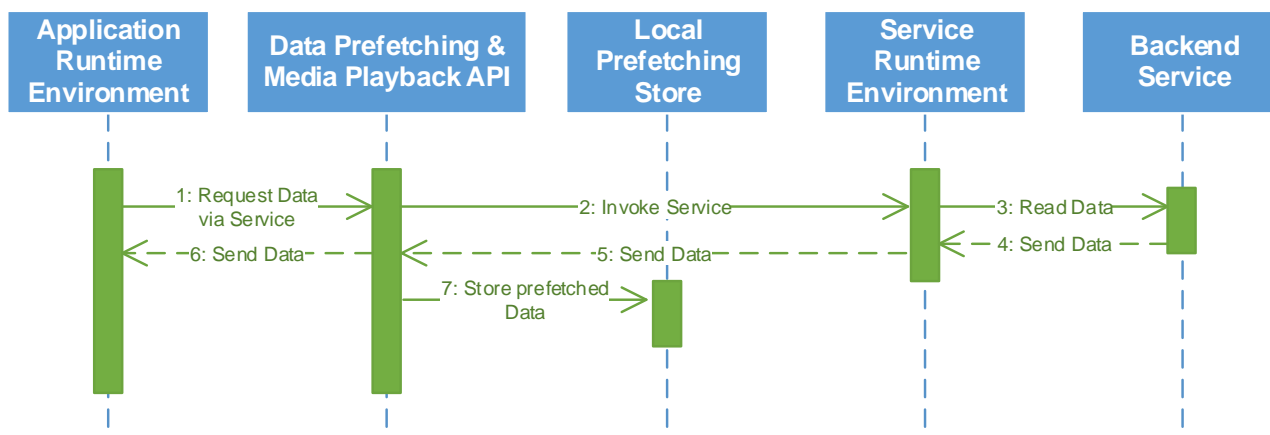 Application
Runtime
Environment
Data Prefetching &
Media Playback API
Local
Prefetching
Store
Service
Runtime
Environment
Backend
Service
1: Request Data
via Service
2: Invoke Service
3: Read Data
4: Send Data
5: Send Data
6: Send Data
7: Store prefetched
Data